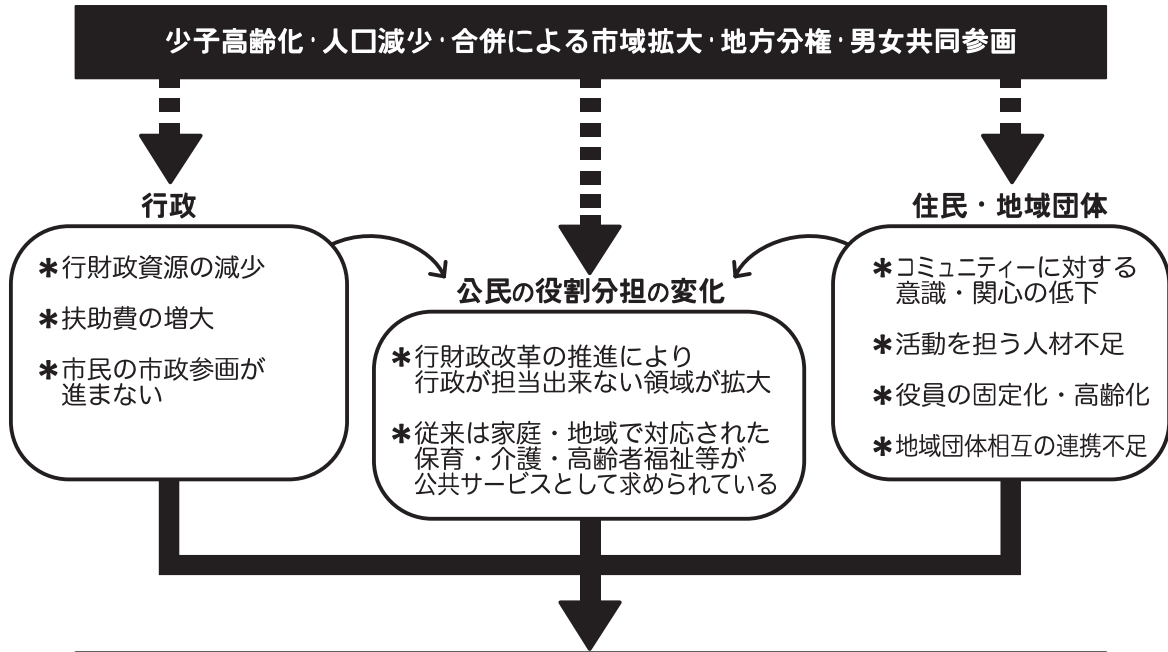 少子高齢化・人口減少・合併による市域拡大・地方分権・男女共同参画
行政
＊行財政資源の減少
＊扶助費の増大
＊市民の市政参画が
進まない
公民の役割分担の変化
＊行財政改革の推進により
行政が担当出来ない領域が拡大
＊従来は家庭・地域で対応された
保育・介護・高齢者福祉等が
公共サービスとして求められている
住民・地域団体
＊コミュニティーに対する
意識・関心の低下
＊活動を担う人材不足
＊役員の固定化・高齢化
＊地域団体相互の連携不足